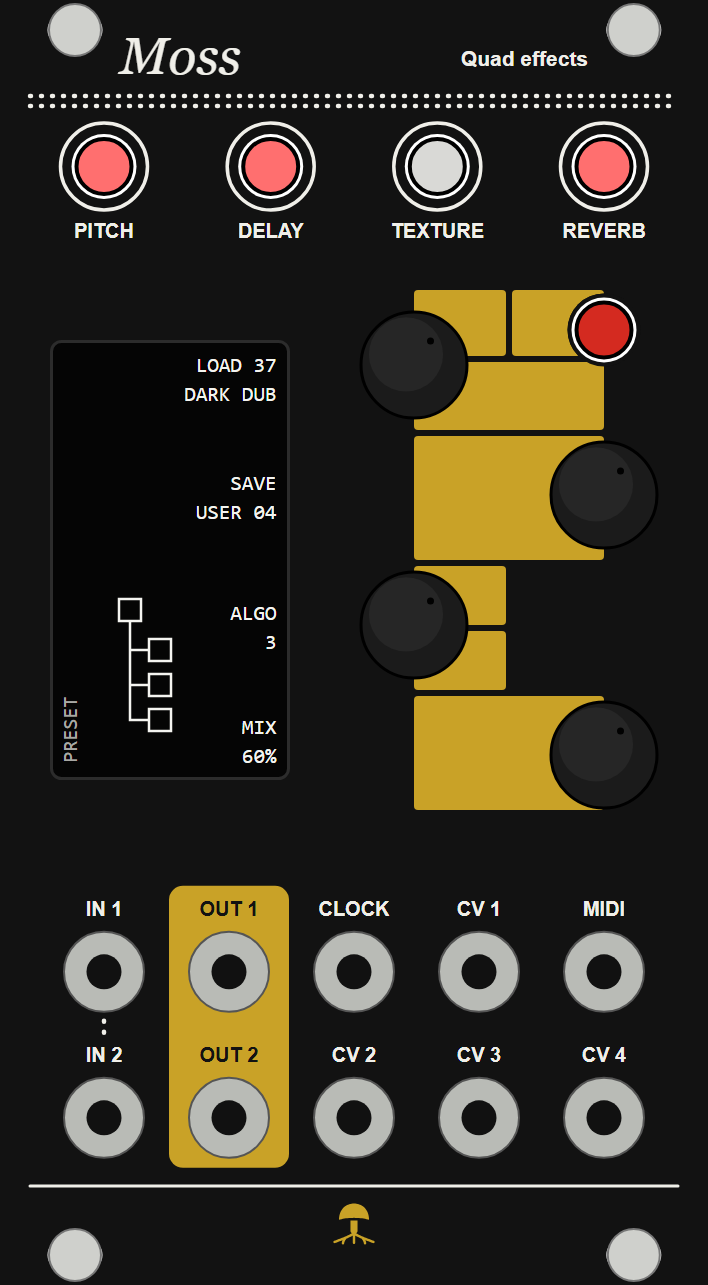 Moss
Quad effects
PITCH
DELAY
TEXTURE
REVERB
LOAD 37
DARK DUB
SAVE
USER 04
ALGO
3
PRESET
MIX
60%
IN 1
OUT 1
CLOCK
CV 1
MIDI
IN 2
OUT 2
CV 2
CV 3
CV 4